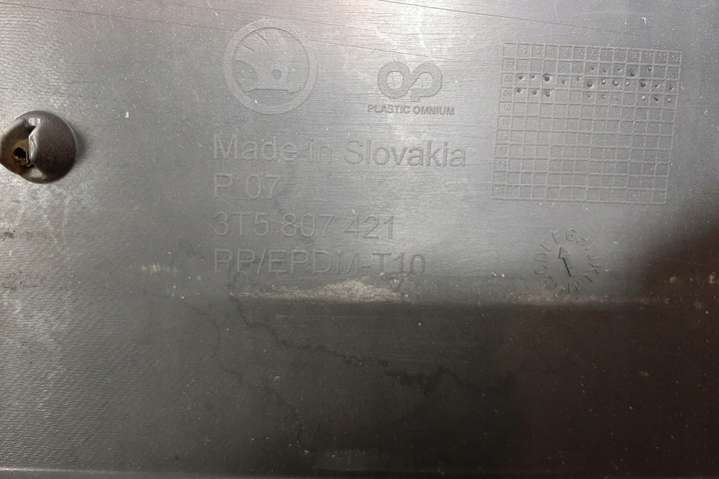 PLASTIC OMNIUM
Made in Slovakia
P 07
3T5 807 421
PP/EPDM-T10